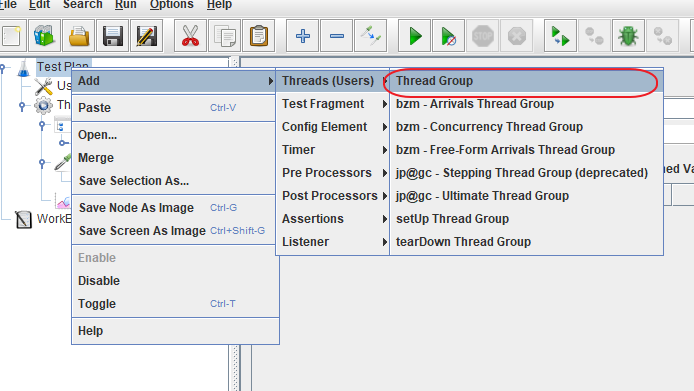 File Edit Search Run Options Help
Test Plan
Add
Paste Ctrl-V
Open...
Merge
Save Selection As...
Save Node As Image Ctrl-G
Save Screen As Image Ctrl+Shift-G
Enable
Disable
Toggle Ctrl-T
Help
Threads (Users)
Test Fragment
Config Element
Timer
Pre Processors
Post Processors
Assertions
Listener
Thread Group
bzm - Arrivals Thread Group
bzm - Concurrency Thread Group
bzm - Free-Form Arrivals Thread Group
jp@gc - Stepping Thread Group (deprecated)
jp@gc - Ultimate Thread Group
setUp Thread Group
tearDown Thread Group
Us
Th
WorkB
ned Va